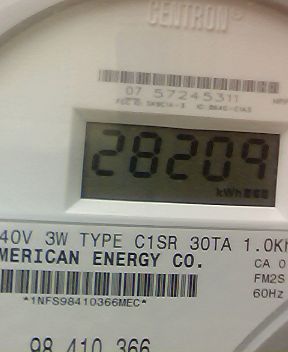 CENTRON®
07 57245311
28209
kWh
40V 3W TYPE C1SR 30TA 1.0Kh
MERICAN ENERGY CO.
CA 0
FM2S
60Hz
*1NFS98410366MEC*
98 410 366